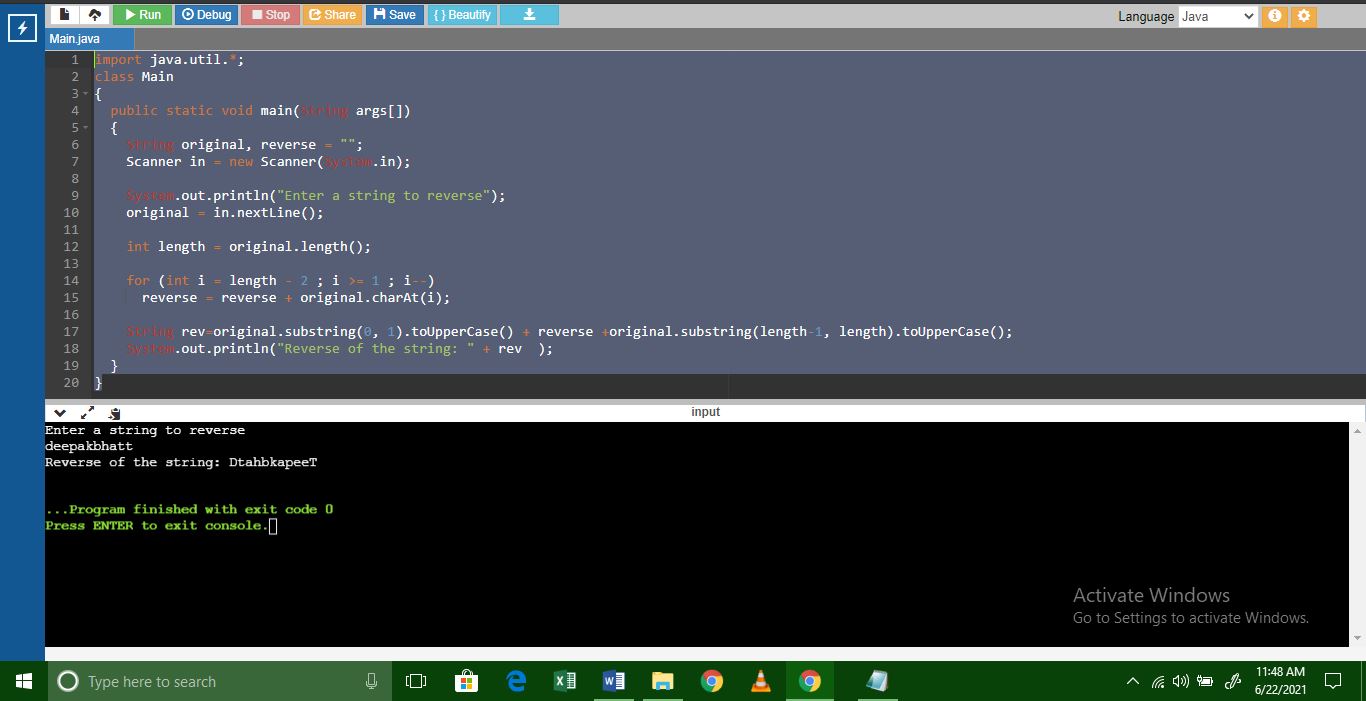 Run Debug Stop Share Save { } Beautify Language Java
Main.java
1 import java.util.*;
2 class Main
3 {
4 public static void main(String args[])
5 {
6 String original, reverse = "";
7 Scanner in = new Scanner(System.in);
8
9 System.out.println("Enter a string to reverse");
10 original = in.nextLine();
11
12 int length = original.length();
13
14 for (int i = length - 2 ; i >= 1 ; i--)
15 reverse = reverse + original.charAt(i);
16
17 String rev=original.substring(0, 1).toUpperCase() + reverse +original.substring(length-1, length).toUpperCase();
18 System.out.println("Reverse of the string: " + rev );
19 }
20 }
input
Enter a string to reverse
deepakbhatt
Reverse of the string: DtahbkapeeT
...Program finished with exit code 0
Press ENTER to exit console.
Activate Windows
Go to Settings to activate Windows.
Type here to search
11:48 AM
6/22/2021